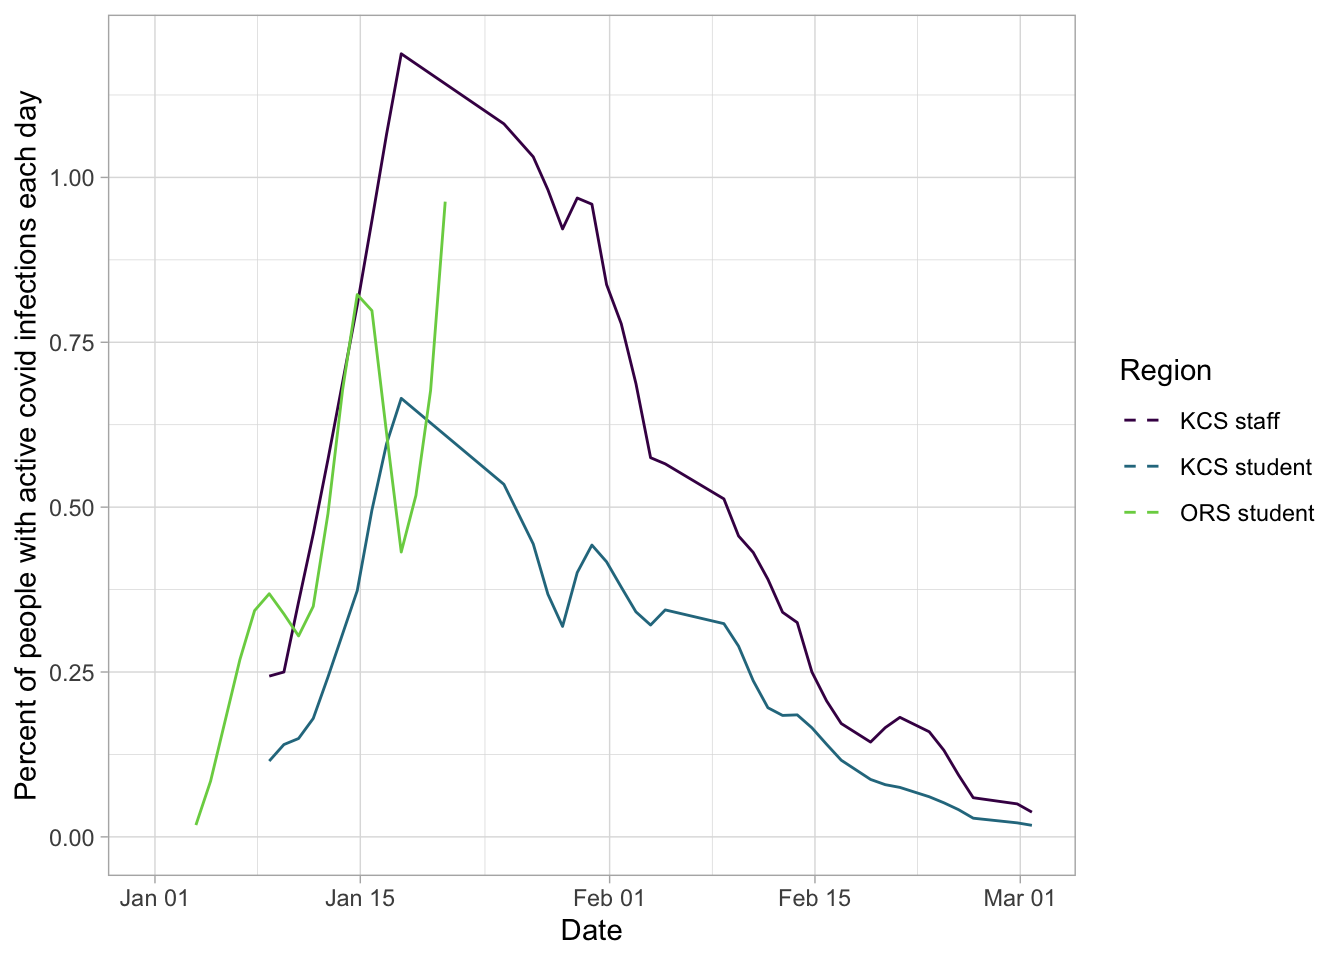 Percent of people with active covid infections each day
1.00
0.75
0.50
0.25
0.00
Jan 01
Jan 15
Feb 01
Feb 15
Mar 01
Date
Region
KCS staff
KCS student
ORS student